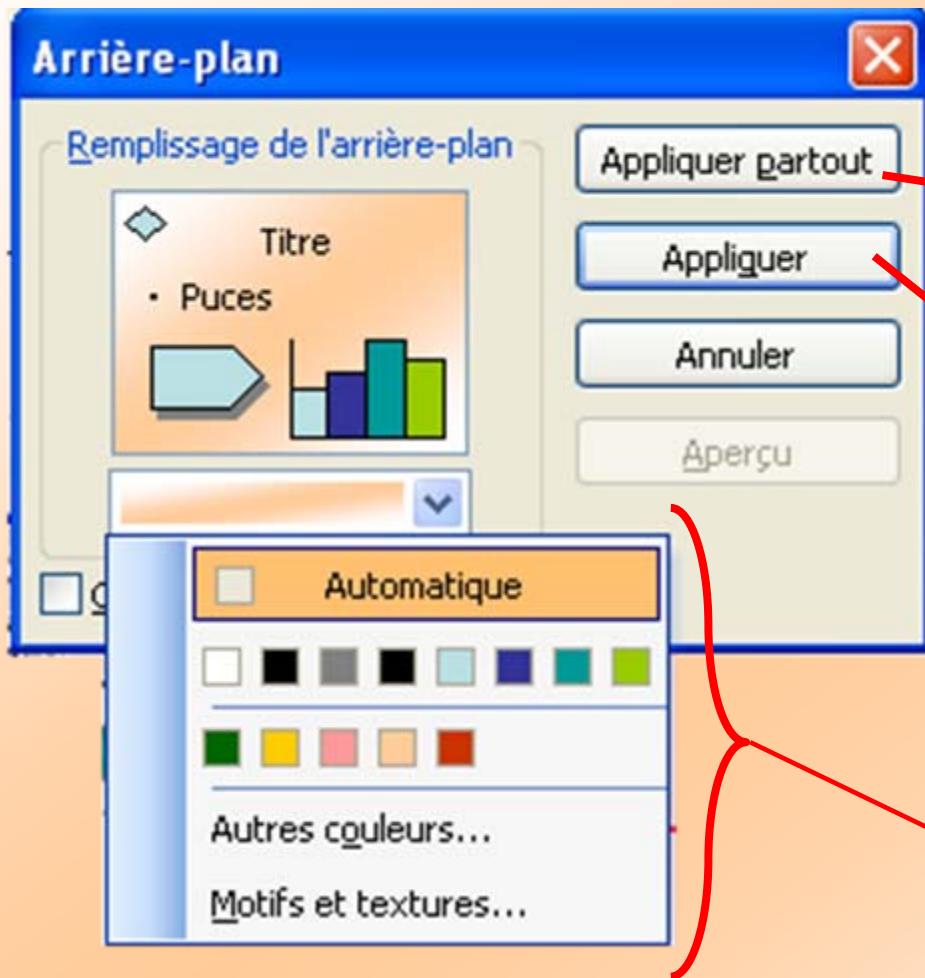 Arrière-plan
Remplissage de l'arrière-plan
Titre
• Puces
Appliquer partout
Appliquer
Annuler
Aperçu
Automatique
Autres couleurs...
Motifs et textures...